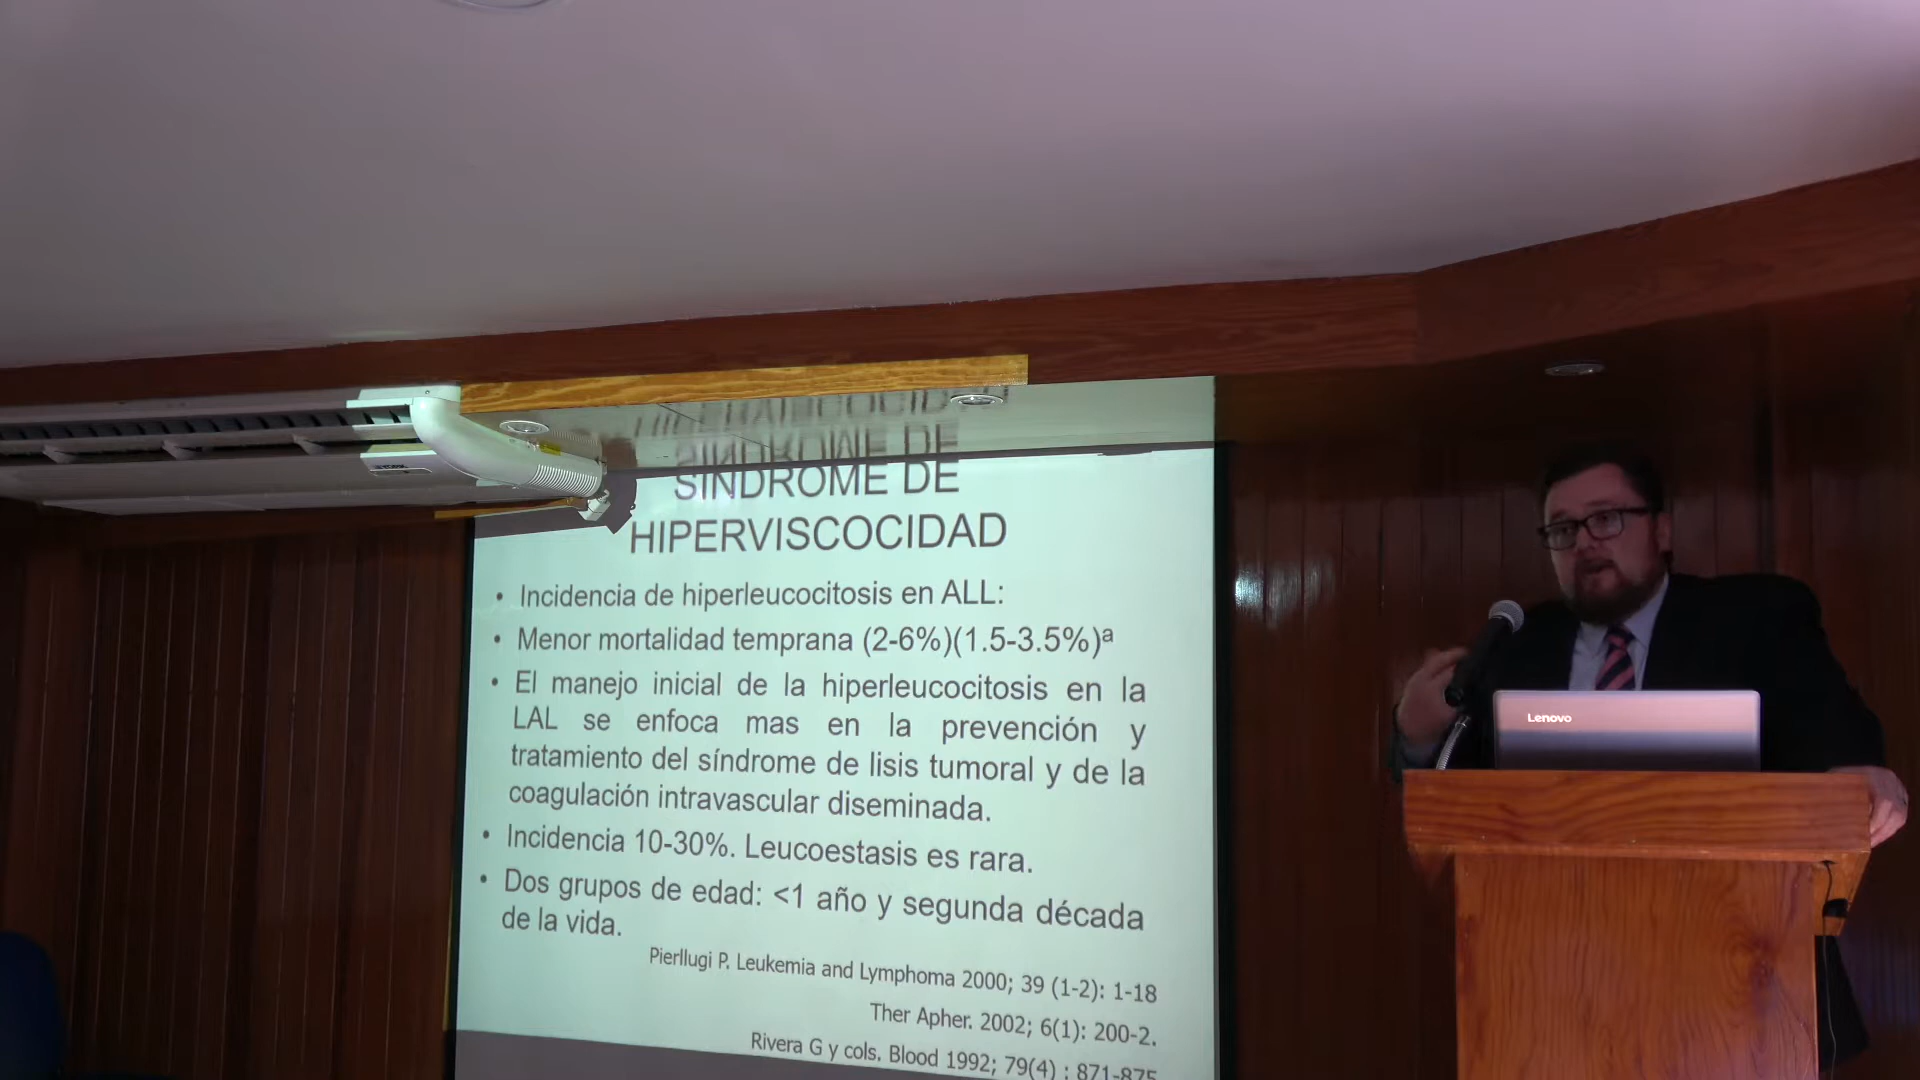 SÍNDROME DE
HIPERVISCOCIDAD
• Incidencia de hiperleucocitosis en ALL:
• Menor mortalidad temprana (2-6%)(1.5-3.5%)ª
• El manejo inicial de la hiperleucocitosis en la
LAL se enfoca mas en la prevención y
tratamiento del síndrome de lisis tumoral y de la
coagulación intravascular diseminada.
• Incidencia 10-30%. Leucoestasis es rara.
• Dos grupos de edad: <1 año y segunda década
de la vida.
Pierllugi P. Leukemia and Lymphoma 2000; 39 (1-2): 1-18
Ther Apher. 2002; 6(1): 200-2.
Rivera G y cols. Blood 1992; 79(4) : 871-875
Lenovo